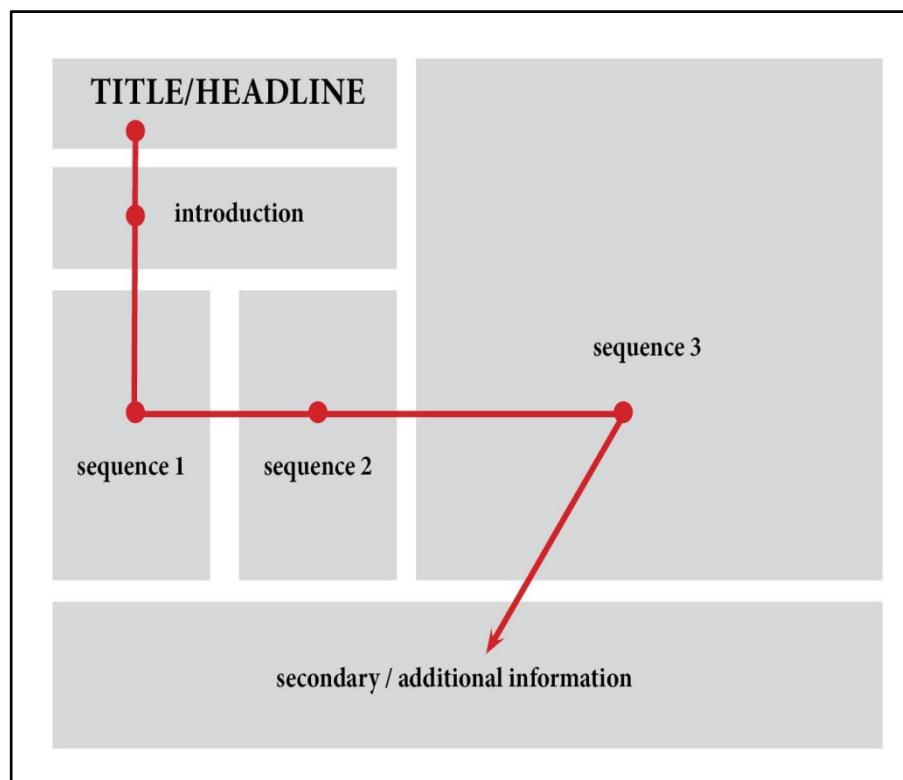 TITLE/HEADLINE
introduction
sequence 1
sequence 2
sequence 3
secondary / additional information